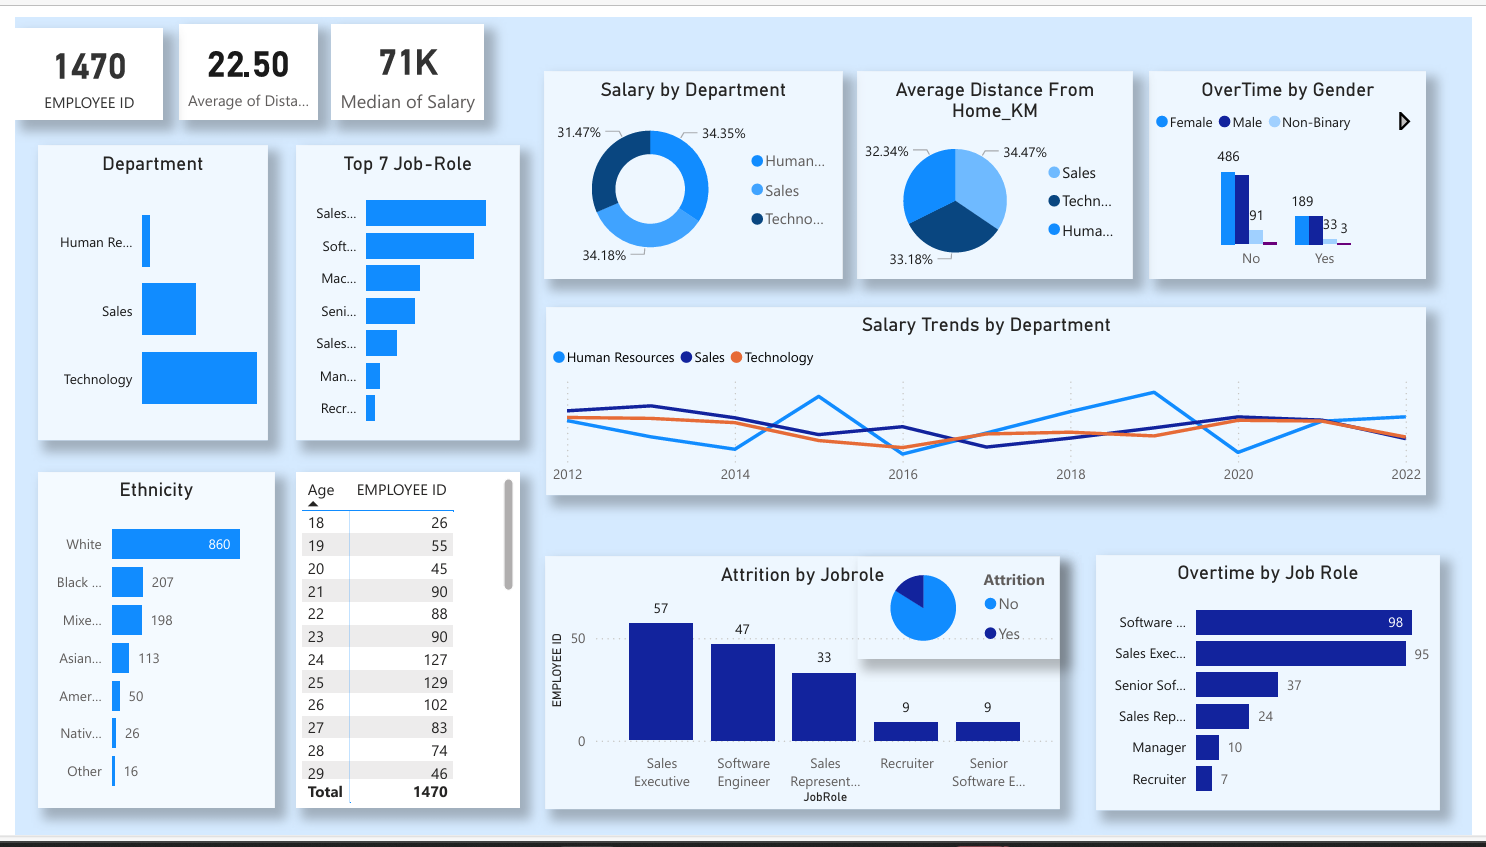 1470
EMPLOYEE ID
22.50
Average of Dista...
71K
Median of Salary
Department
Human Re...
Sales
Technology
Top 7 Job-Role
Sales...
Soft...
Mac...
Seni...
Sales...
Man...
Recr...
Salary by Department
31.47%
34.35%
34.18%
Human...
Sales
Techno...
Average Distance From
Home_KM
32.34%
34.47%
33.18%
Sales
Techn...
Huma...
OverTime by Gender
Female Male Non-Binary
486
91
189
33 3
No Yes
Salary Trends by Department
Human Resources Sales Technology
2012 2014 2016 2018 2020 2022
Ethnicity
White 860
Black ... 207
Mixe... 198
Asian... 113
Amer... 50
Nativ... 26
Other 16
Age EMPLOYEE ID
18 26
19 55
20 45
21 90
22 88
23 90
24 127
25 129
26 102
27 83
28 74
29 46
Total 1470
Attrition by Jobrole
Attrition
No
Yes
EMPLOYEE ID
50
0
57
47
33
9
9
Sales
Executive
Software
Engineer
Sales
Represent...
Recruiter
Senior
Software E...
JobRole
Overtime by Job Role
Software ... 98
Sales Exec... 95
Senior Sof... 37
Sales Rep... 24
Manager 10
Recruiter 7